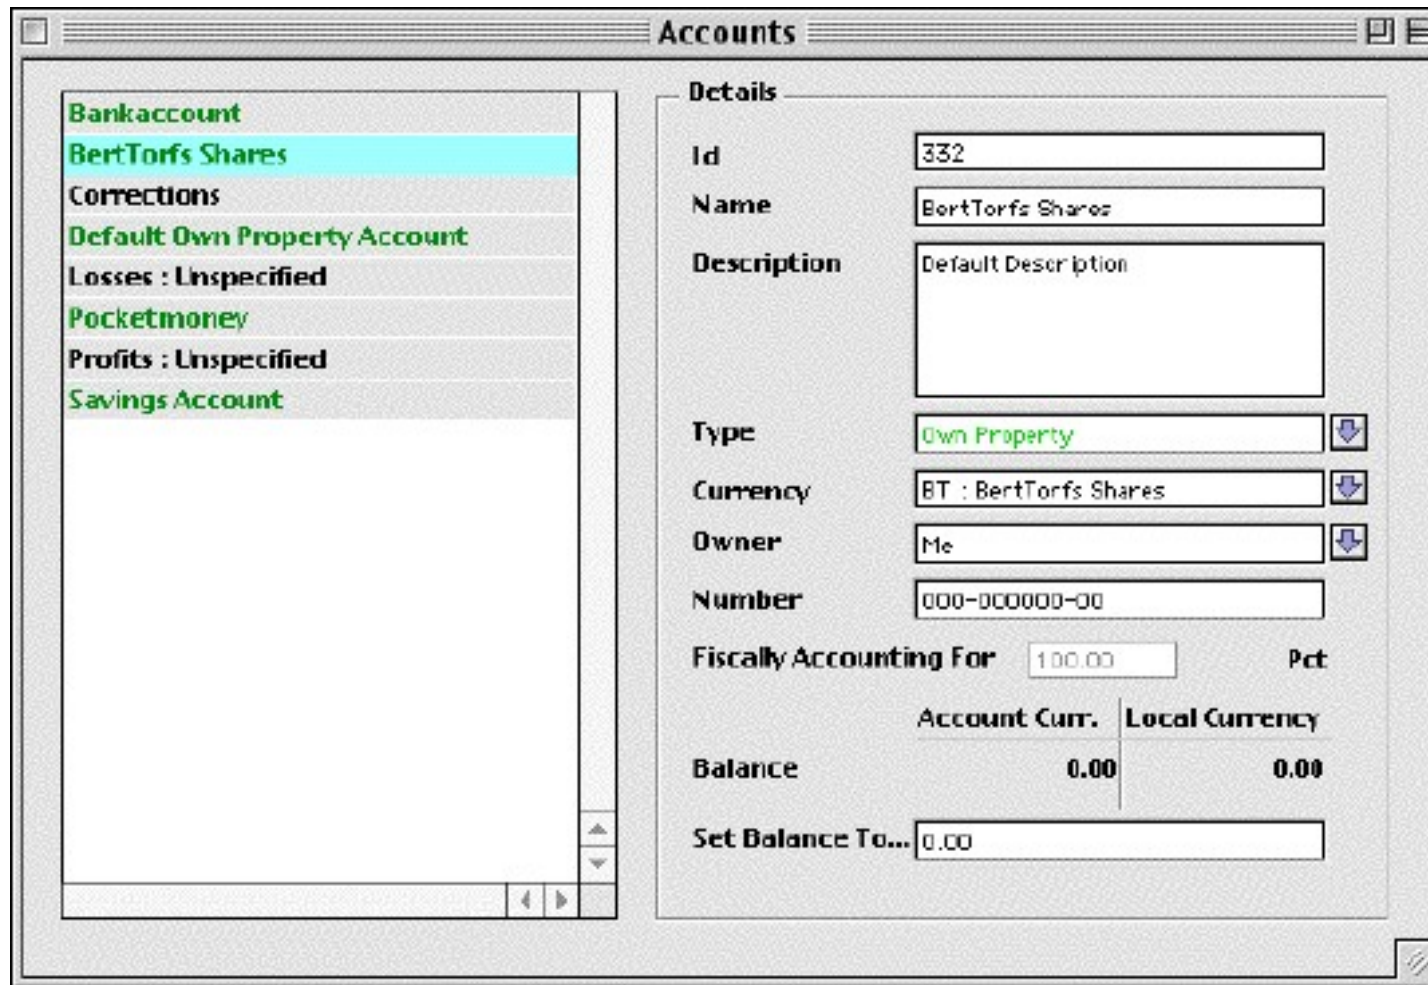 Accounts
Bankaccount
BertTorfs Shares
Corrections
Default Own Property Account
Losses : Unspecified
Pocketmoney
Profits : Unspecified
Savings Account
Details
Id 332
Name BertTorfs Shares
Description Default Description
Type Own Property
Currency BT : BertTorfs Shares
Owner Me
Number 000-000000-00
Fiscally Accounting For 100.00 Pct
Account Curr. Local Currency
Balance 0.00 0.00
Set Balance To... 0.00